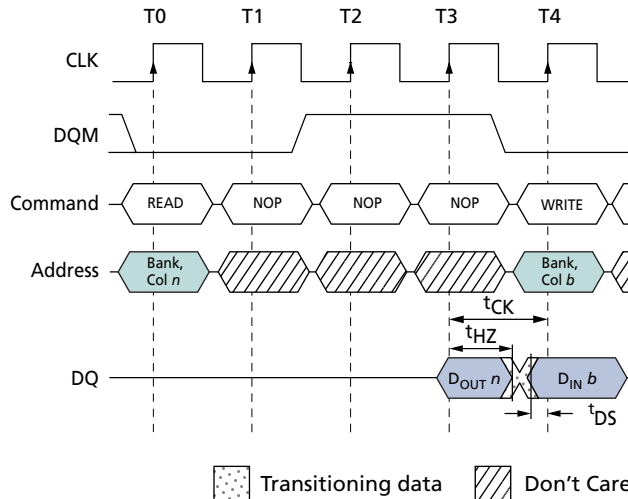 T0 T1 T2 T3 T4
CLK
DQM
Command READ NOP NOP NOP WRITE
Address Bank, Col n Bank, Col b
tCK
tHZ
DQ DOUT n DIN b
tDS
Transitioning data Don't Care